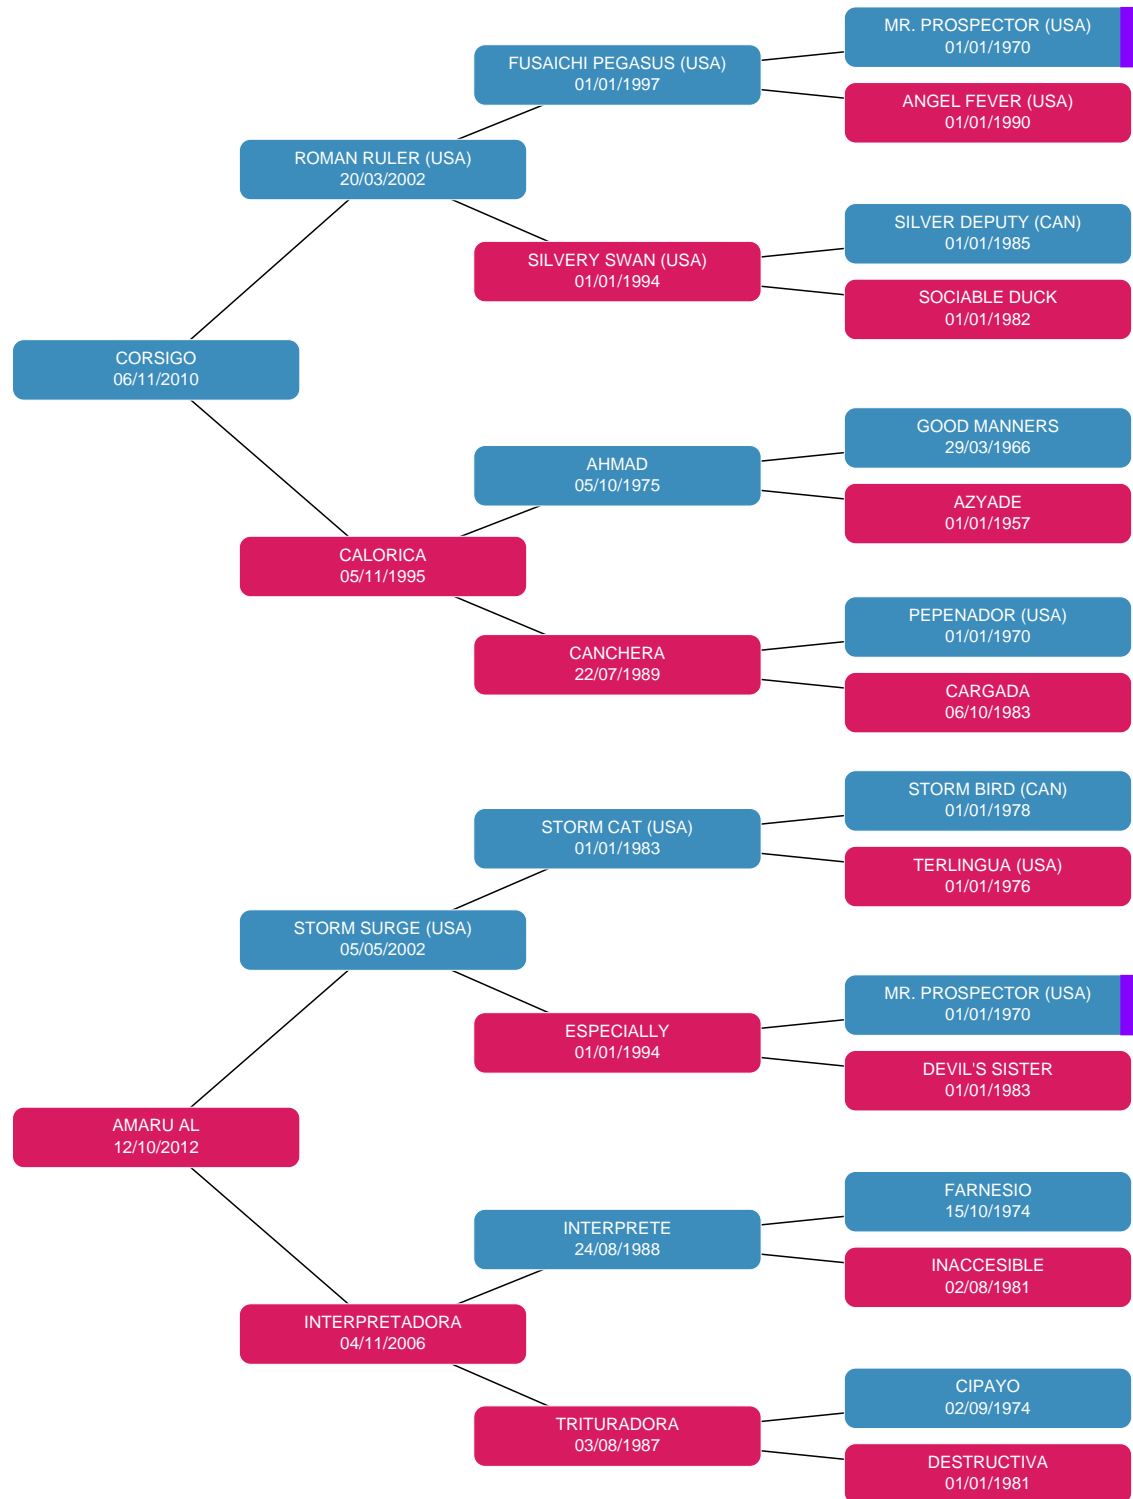 MR. PROSPECTOR (USA)
01/01/1970
FUSAICHI PEGASUS (USA)
01/01/1997
ANGEL FEVER (USA)
01/01/1990
ROMAN RULER (USA)
20/03/2002
SILVER DEPUTY (CAN)
01/01/1985
SILVERY SWAN (USA)
01/01/1994
SOCIABLE DUCK
01/01/1982
CORSIGO
06/11/2010
GOOD MANNERS
29/03/1966
AHMAD
05/10/1975
AZYADE
01/01/1957
CALORICA
05/11/1995
PEPENADOR (USA)
01/01/1970
CANCHERA
22/07/1989
CARGADA
06/10/1983
STORM BIRD (CAN)
01/01/1978
STORM CAT (USA)
01/01/1983
TERLINGUA (USA)
01/01/1976
STORM SURGE (USA)
05/05/2002
MR. PROSPECTOR (USA)
01/01/1970
ESPECIALLY
01/01/1994
DEVIL'S SISTER
01/01/1983
AMARU AL
12/10/2012
FARNESIO
15/10/1974
INTERPRETE
24/08/1988
INACCESIBLE
02/08/1981
INTERPRETADORA
04/11/2006
CIPAYO
02/09/1974
TRITURADORA
03/08/1987
DESTRUCTIVA
01/01/1981